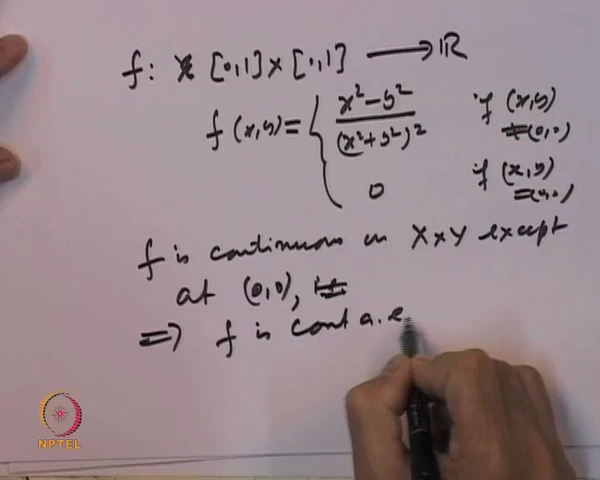 f: [0,1] × [0,1] → ℝ
f(x,y) = { x² − y² / (x² + y²)² if (x,y) ≠ (0,0)
0 if (x,y) = (0,0)
f is continuous on X×Y except
at (0,0),
⇒ f is cont a.e.
NPTEL